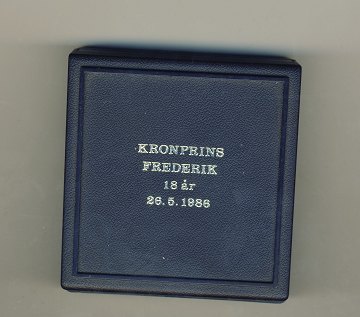 KRONPRINS
FREDERIK
18 år
26.5.1986